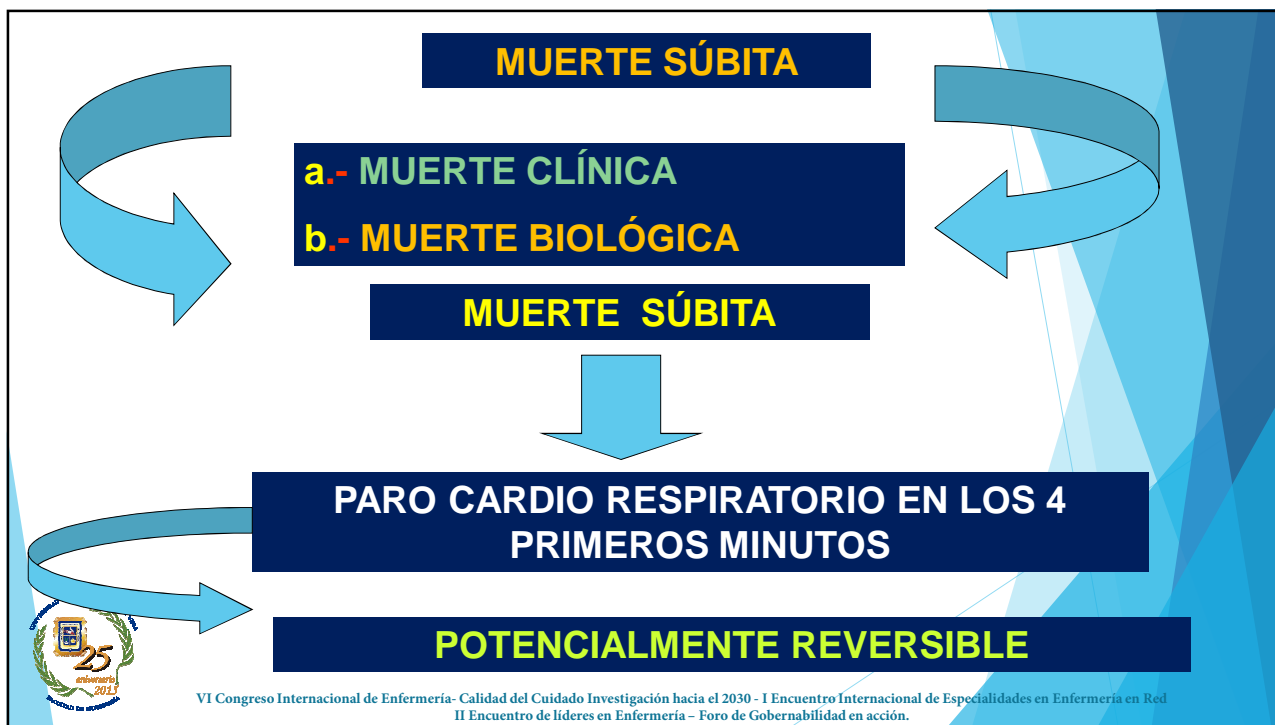 MUERTE SÚBITA
a.- MUERTE CLÍNICA
b.- MUERTE BIOLÓGICA
MUERTE SÚBITA
PARO CARDIO RESPIRATORIO EN LOS 4
PRIMEROS MINUTOS
POTENCIALMENTE REVERSIBLE
25
aniversario
2013
VI Congreso Internacional de Enfermería- Calidad del Cuidado Investigación hacia el 2030 - I Encuentro Internacional de Especialidades en Enfermería en Red
II Encuentro de líderes en Enfermería – Foro de Gobernabilidad en acción.